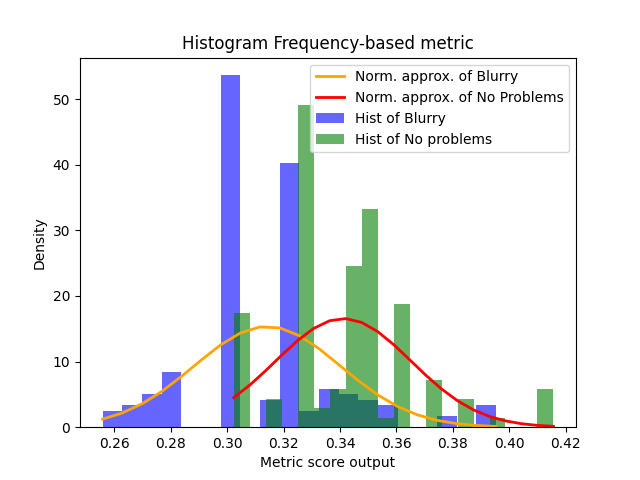 Histogram Frequency-based metric
Norm. approx. of Blurry
Norm. approx. of No Problems
Hist of Blurry
Hist of No problems
Density
50
40
30
20
10
0
0.26 0.28 0.30 0.32 0.34 0.36 0.38 0.40 0.42
Metric score output